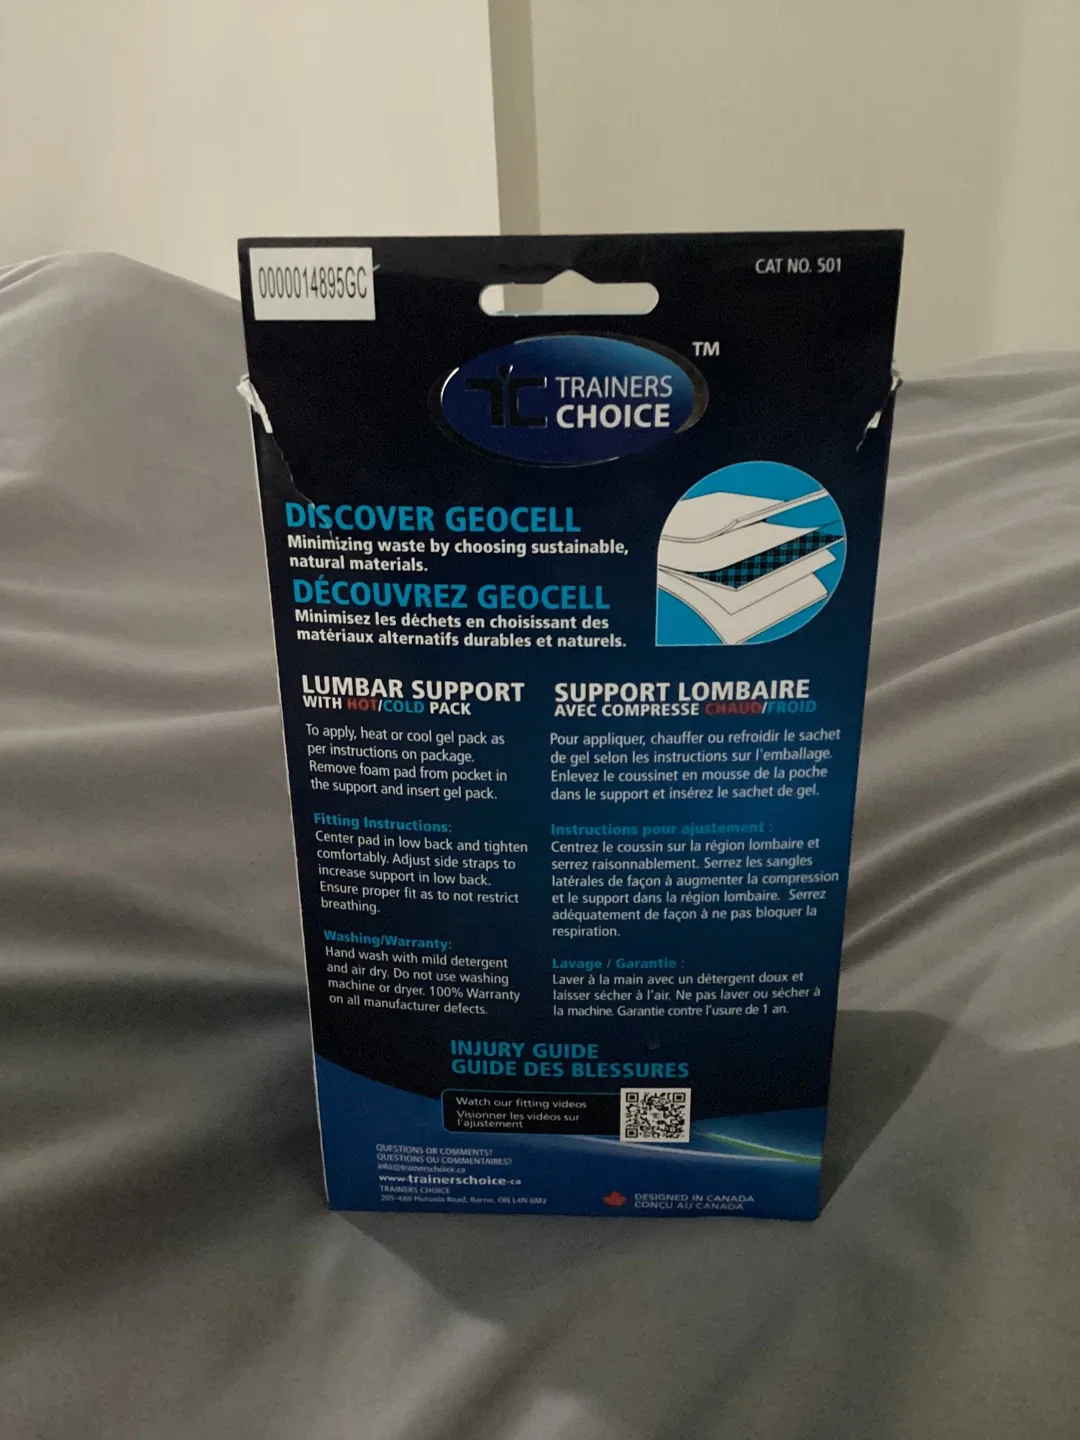 0000014895GC
CAT NO. 501
TM
TC TRAINERS
CHOICE
DISCOVER GEOCELL
Minimizing waste by choosing sustainable,
natural materials.
DÉCOUVREZ GEOCELL
Minimisez les déchets en choisissant des
matériaux alternatifs durables et naturels.
LUMBAR SUPPORT
WITH HOT/COLD PACK
To apply, heat or cool gel pack as
per instructions on package.
Remove foam pad from pocket in
the support and insert gel pack.
Fitting Instructions:
Center pad in low back and tighten
comfortably. Adjust side straps to
increase support in low back.
Ensure proper fit as to not restrict
breathing.
Washing/Warranty:
Hand wash with mild detergent
and air dry. Do not use washing
machine or dryer. 100% Warranty
on all manufacturer defects.
SUPPORT LOMBAIRE
AVEC COMPRESSE CHAUD/FROID
Pour appliquer, chauffer ou refroidir le sachet
de gel selon les instructions sur l'emballage.
Enlevez le coussinet en mousse de la poche
dans le support et insérez le sachet de gel.
Instructions pour ajustement :
Centrez le coussin sur la région lombaire et
serrez raisonnablement. Serrez les sangles
latérales de façon à augmenter la compression
et le support dans la région lombaire. Serrez
adéquatement de façon à ne pas bloquer la
respiration.
Lavage / Garantie :
Laver à la main avec un détergent doux et
laisser sécher à l'air. Ne pas laver ou sécher à
la machine. Garantie contre l'usure de 1 an.
INJURY GUIDE
GUIDE DES BLESSURES
Watch our fitting videos
Visionner les vidéos sur
l'ajustement
QUESTIONS OR COMMENTS?
QUESTIONS OU COMMENTAIRES?
info@trainerschoice.ca
www.trainerschoice.ca
TRAINERS CHOICE
205-480 Huronia Road, Barrie, ON L4N 6M2
DESIGNED IN CANADA
CONÇU AU CANADA